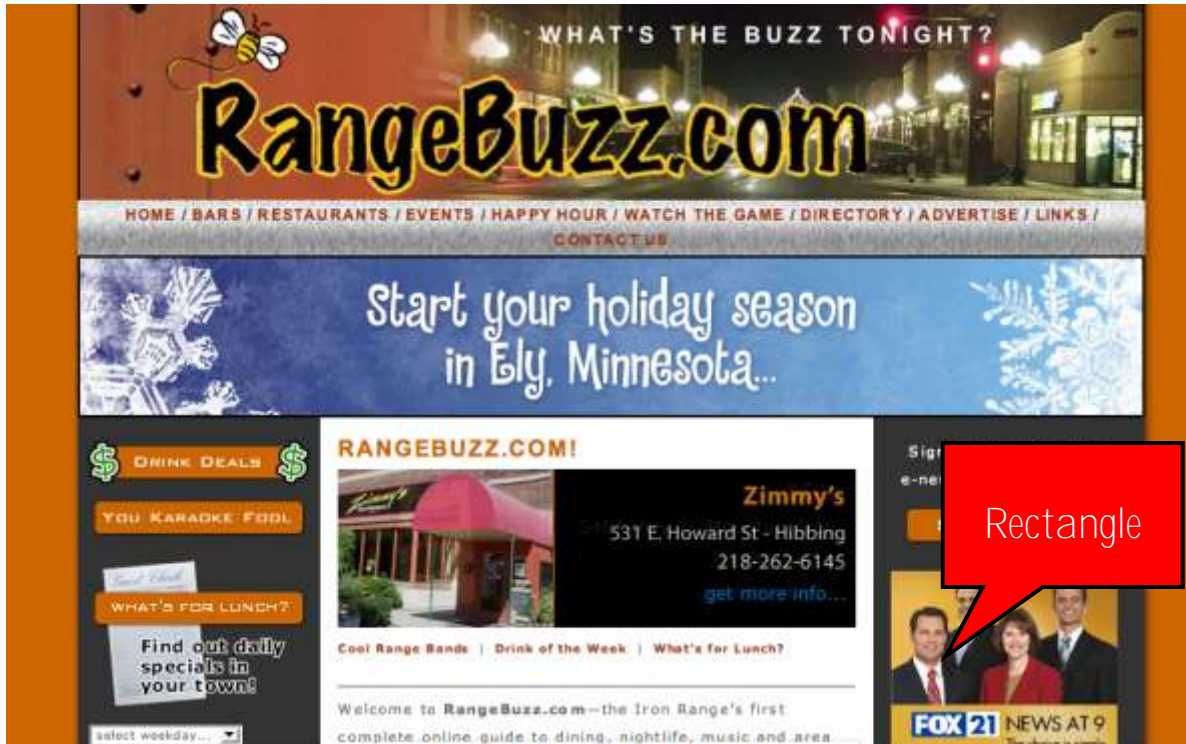 WHAT'S THE BUZZ TONIGHT?
RangeBuzz.com
HOME / BARS / RESTAURANTS / EVENTS / HAPPY HOUR / WATCH THE GAME / DIRECTORY / ADVERTISE / LINKS /
CONTACT US
Start your holiday season
in Ely, Minnesota...
$ DRINK DEALS $
YOU KARAOKE FOOL
Guest Check
WHAT'S FOR LUNCH?
Find out daily
specials in
your town!
select weekday...
RANGEBUZZ.COM!
Zimmy's
Zimmy's
531 E. Howard St - Hibbing
218-262-6145
get more info...
Cool Range Bands | Drink of the Week | What's for Lunch?
Welcome to RangeBuzz.com—the Iron Range's first
complete online guide to dining, nightlife, music and area
Rectangle
FOX 21 NEWS AT 9